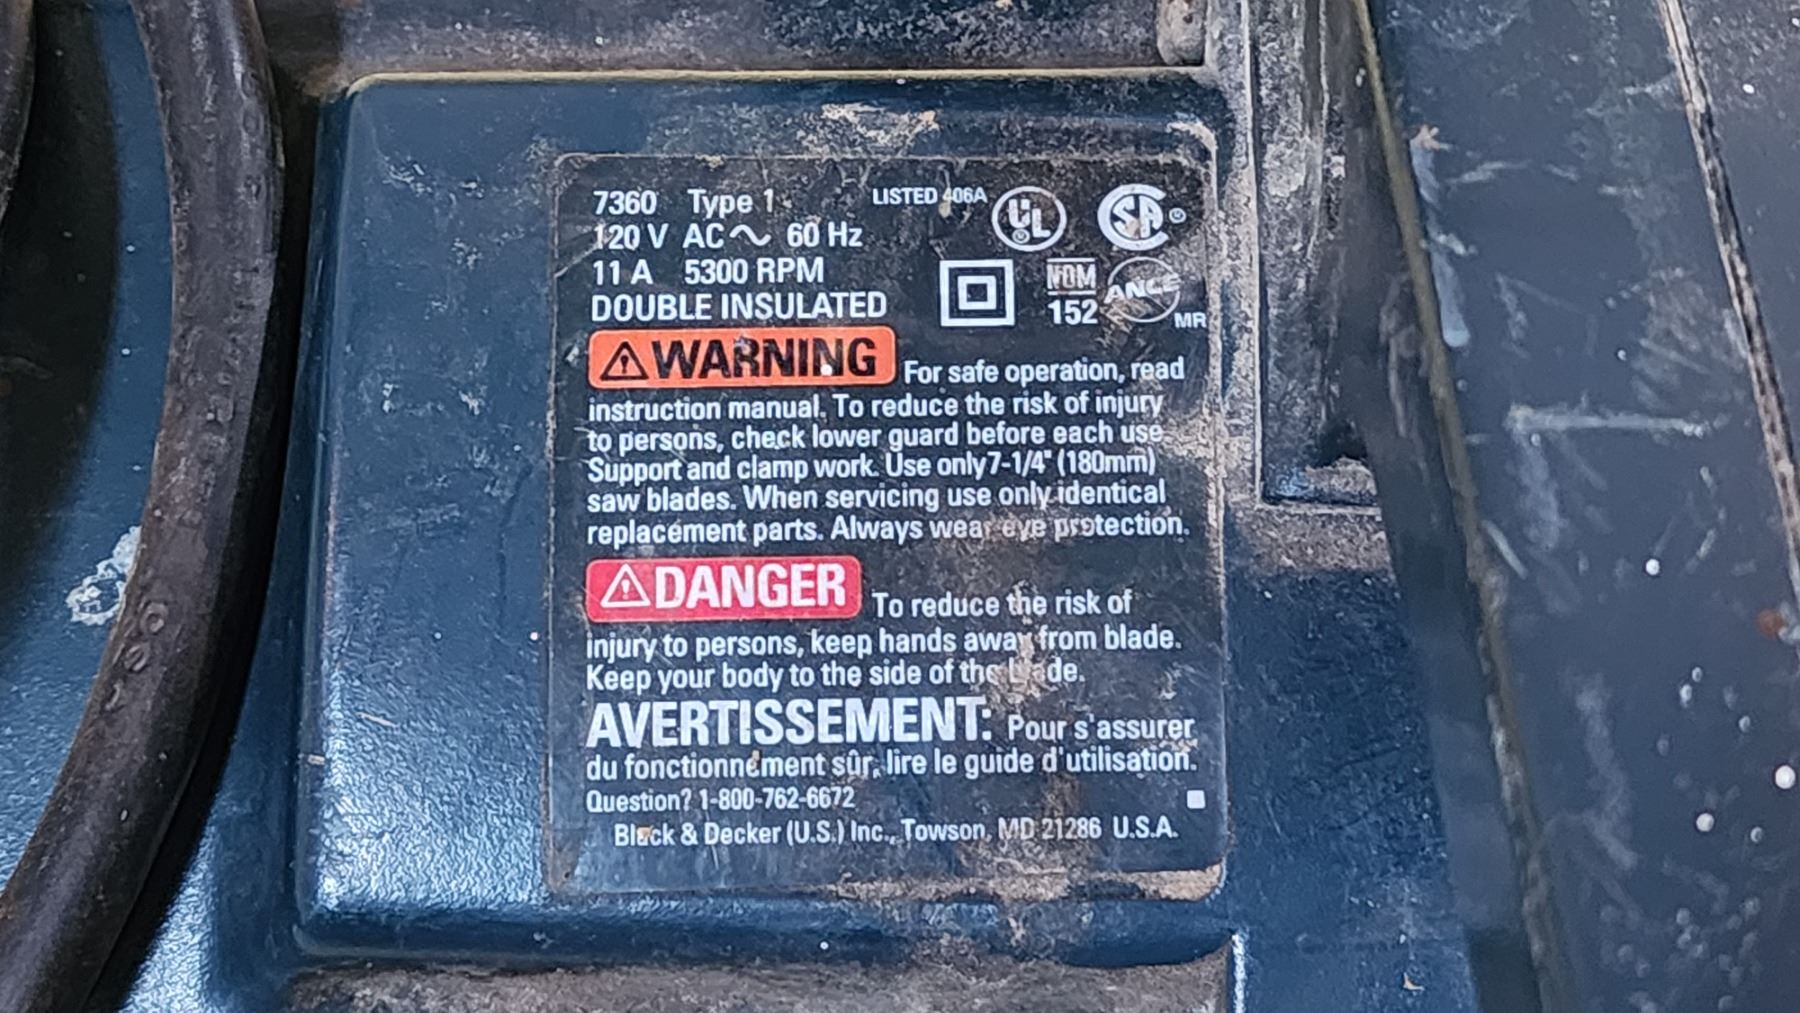 7360 Type 1 LISTED 406A UL ® SA ®
120 V AC ~ 60 Hz
11 A 5300 RPM NOM ANCE
DOUBLE INSULATED 152 MR
WARNING For safe operation, read
instruction manual. To reduce the risk of injury
to persons, check lower guard before each use.
Support and clamp work. Use only 7-1/4" (180mm)
saw blades. When servicing use only identical
replacement parts. Always wear eye protection.
DANGER To reduce the risk of
injury to persons, keep hands away from blade.
Keep your body to the side of the blade.
AVERTISSEMENT: Pour s'assurer
du fonctionnement sûr, lire le guide d'utilisation.
Question? 1-800-762-6672
Black & Decker (U.S.) Inc., Towson, MD 21286 U.S.A.